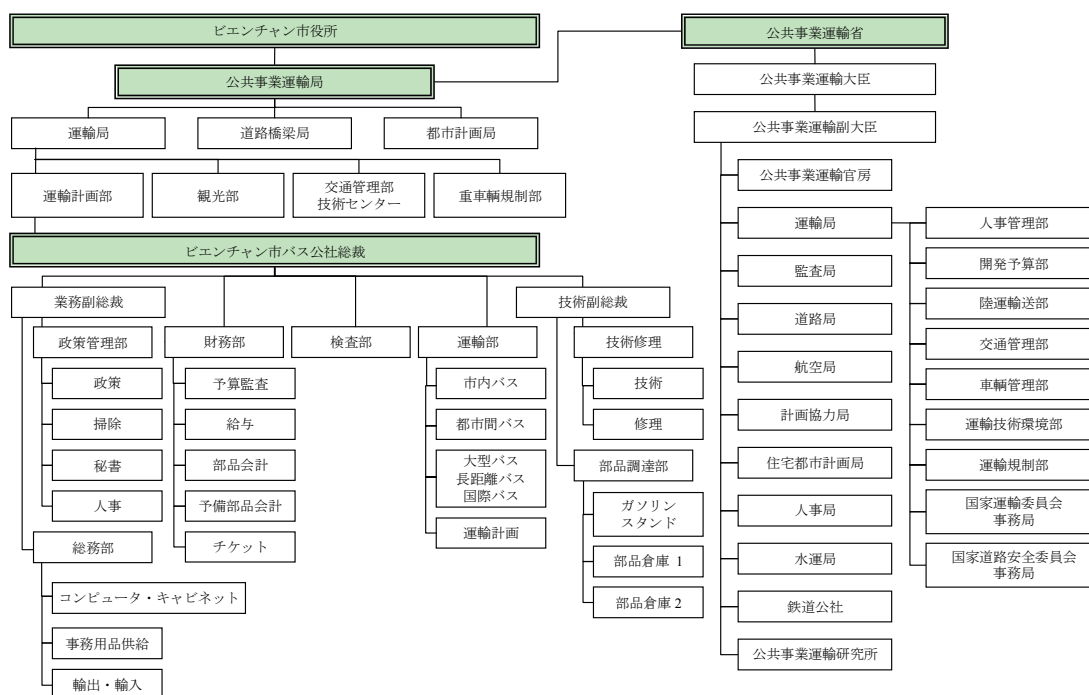 ビエンチャン市役所
公共事業運輸局
運輸局
道路橋梁局
都市計画局
運輸計画部
観光部
交通管理部
技術センター
重車輌規制部
ビエンチャン市バス公社総裁
業務副総裁
技術副総裁
政策管理部
財務部
検査部
運輸部
技術修理
政策
掃除
秘書
人事
総務部
コンピュータ・キャビネット
事務用品供給
輸出・輸入
予算監査
給与
部品会計
予備部品会計
チケット
市内バス
都市間バス
大型バス
長距離バス
国際バス
運輸計画
技術
修理
部品調達部
ガソリン
スタンド
部品倉庫 1
部品倉庫 2
公共事業運輸省
公共事業運輸大臣
公共事業運輸副大臣
公共事業運輸官房
運輸局
監査局
道路局
航空局
計画協力局
住宅都市計画局
人事局
水運局
鉄道公社
公共事業運輸研究所
人事管理部
開発予算部
陸運輸送部
交通管理部
車輌管理部
運輸技術環境部
運輸規制部
国家運輸委員会
事務局
国家道路安全委員会
事務局